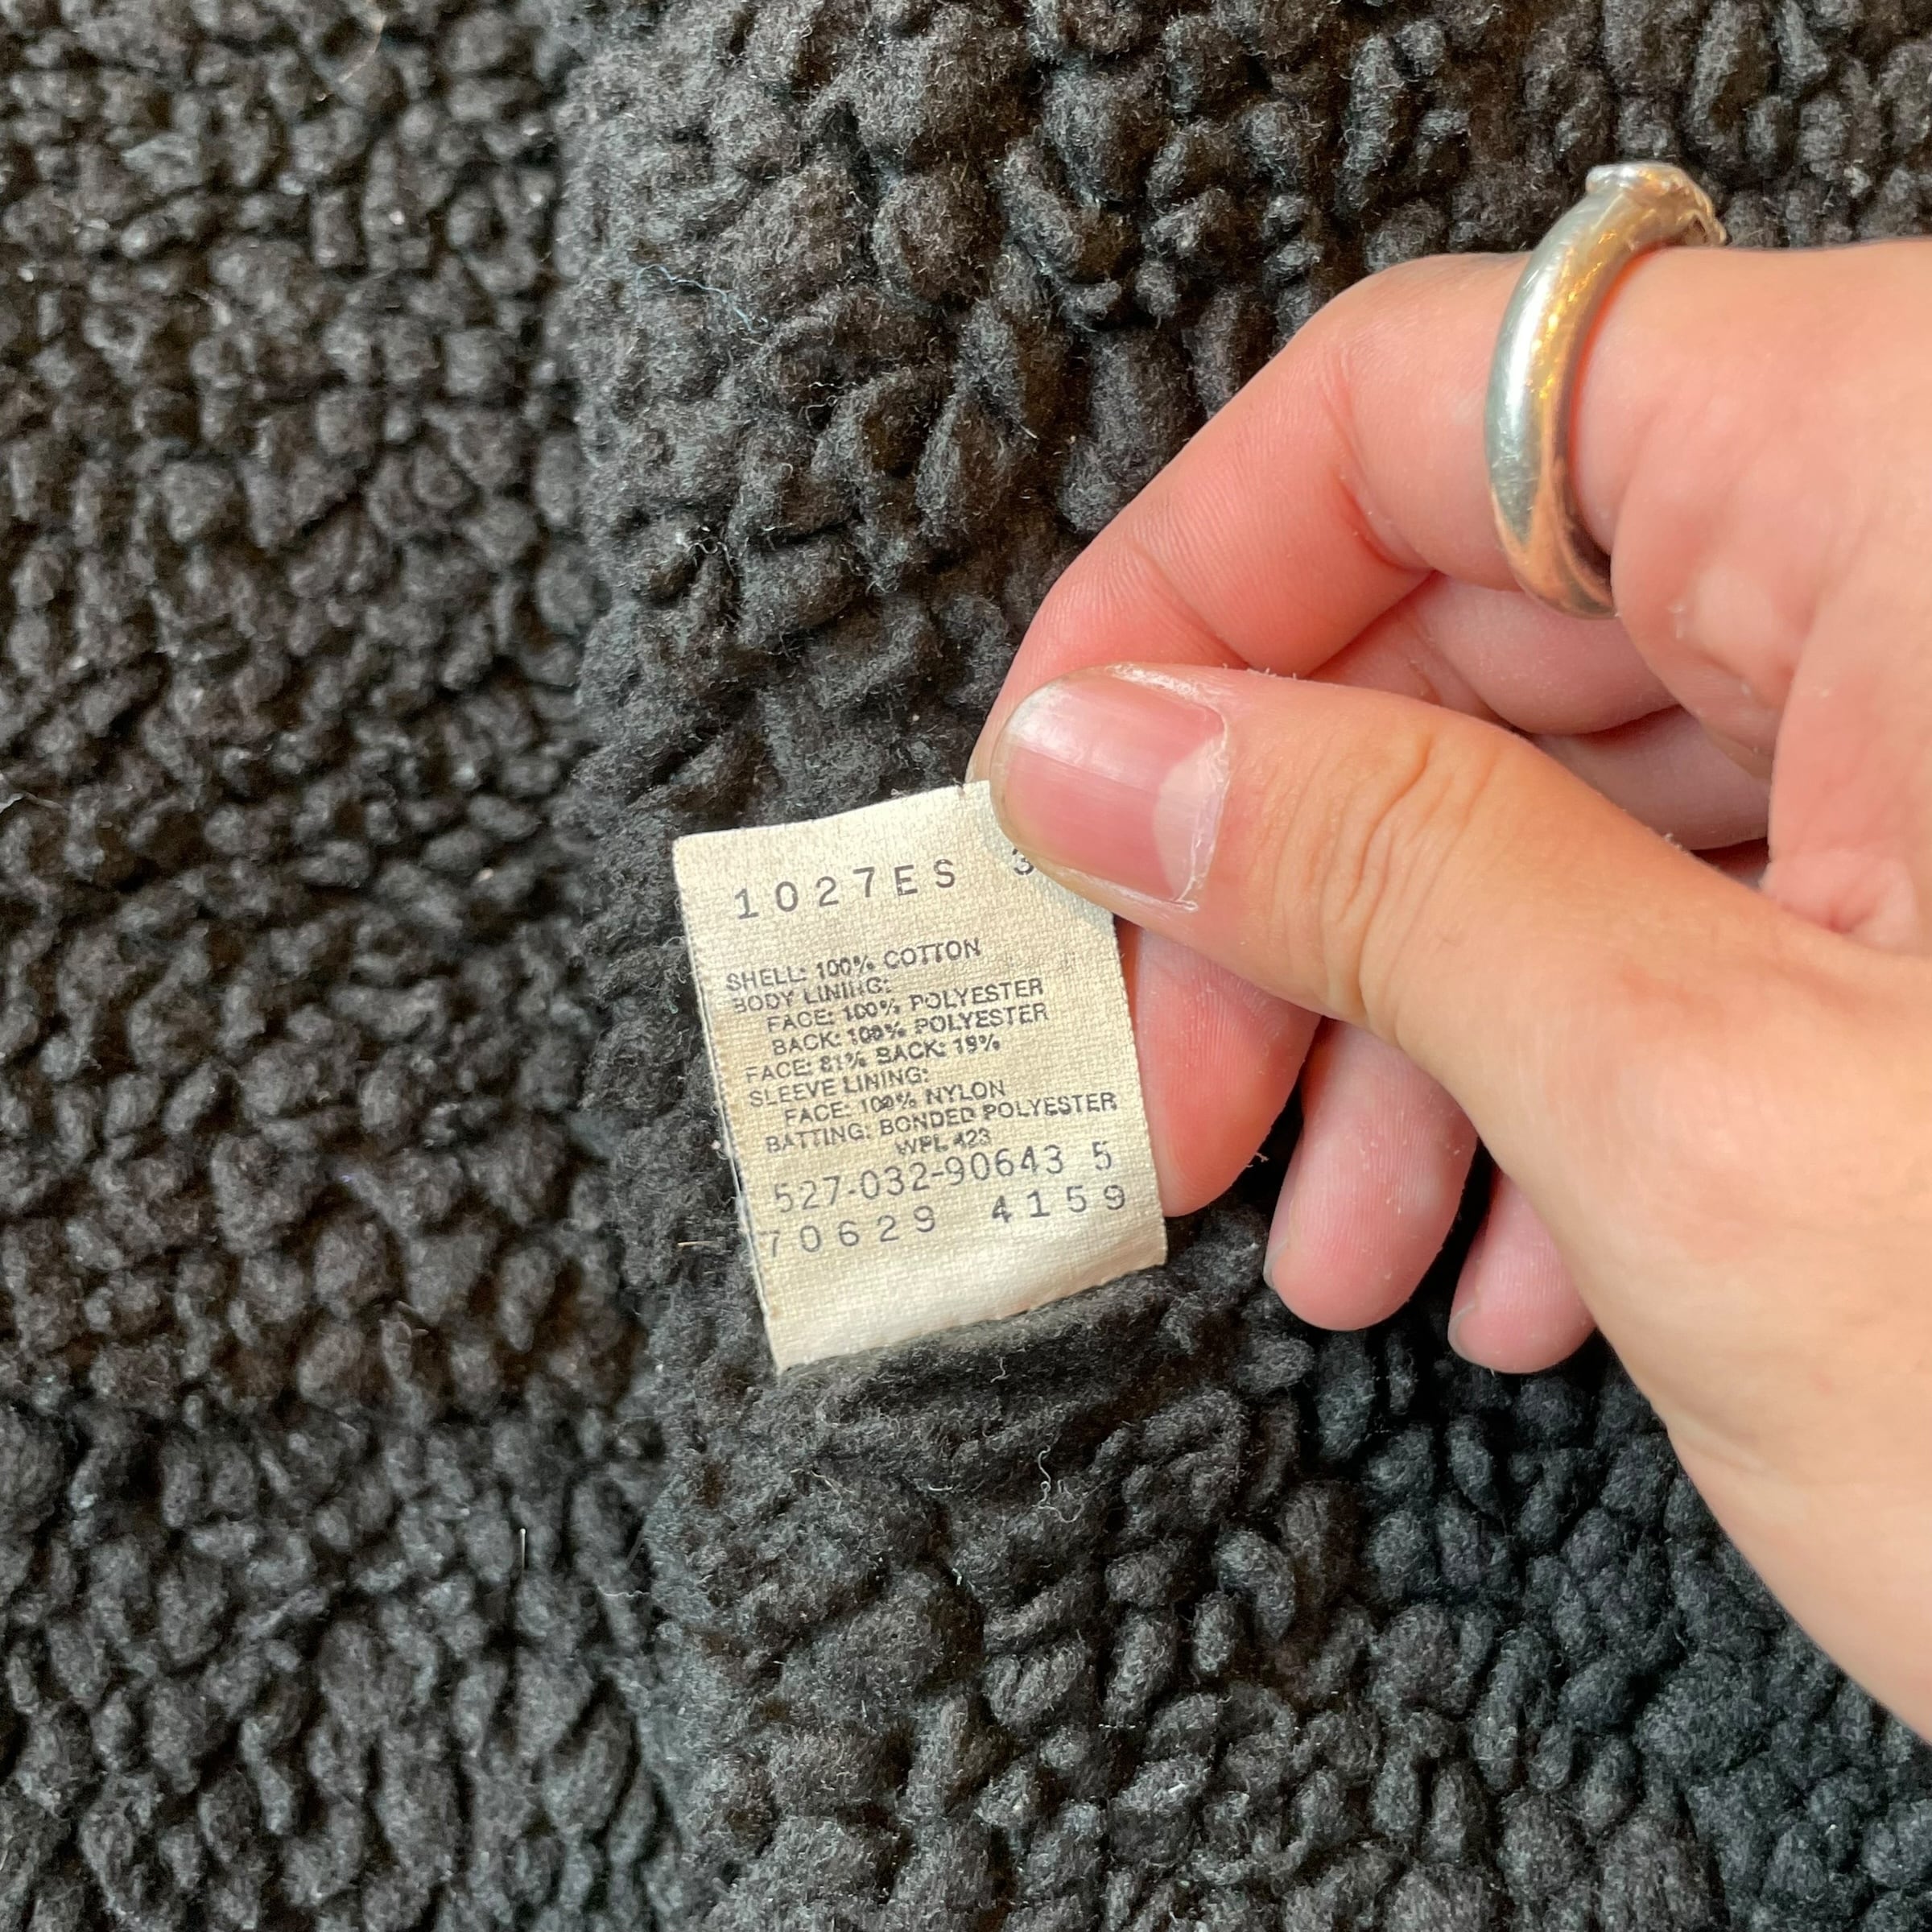 1027ES 3
SHELL: 100% COTTON
BODY LINING:
FACE: 100% POLYESTER
BACK: 100% POLYESTER
FACE: 81% BACK: 19%
SLEEVE LINING:
FACE: 100% NYLON
BATTING: BONDED POLYESTER
WPL 423
527-032-90643 5
70629 4159